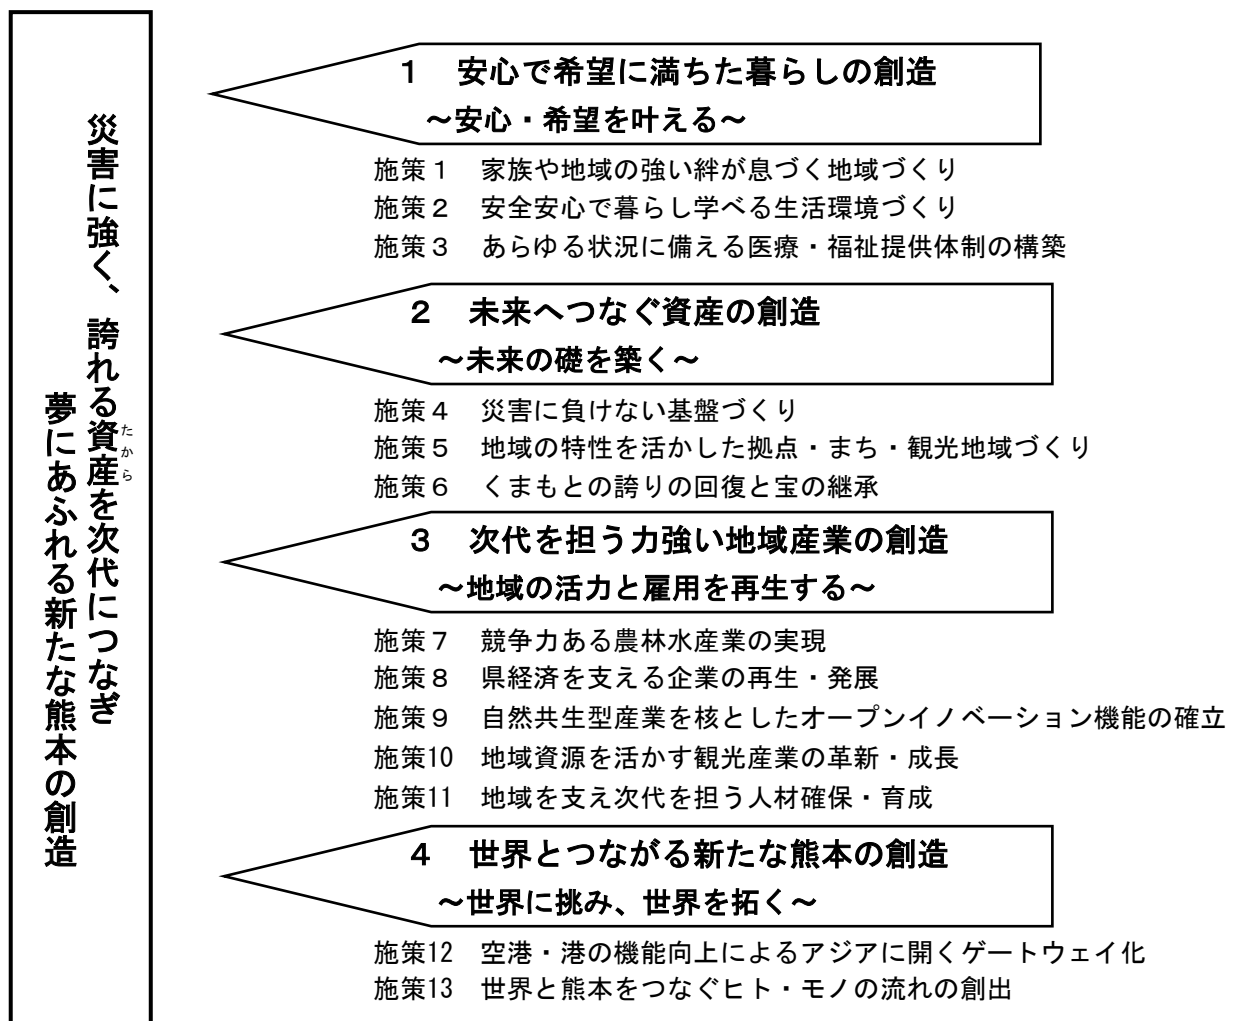 災害に強く、誇れる資産を次代につなぎ
たから
夢にあふれる新たな熊本の創造
1　安心で希望に満ちた暮らしの創造
～安心・希望を叶える～
施策1　家族や地域の強い絆が息づく地域づくり
施策2　安全安心で暮らし学べる生活環境づくり
施策3　あらゆる状況に備える医療・福祉提供体制の構築
2　未来へつなぐ資産の創造
～未来の礎を築く～
施策4　災害に負けない基盤づくり
施策5　地域の特性を活かした拠点・まち・観光地域づくり
施策6　くまもとの誇りの回復と宝の継承
3　次代を担う力強い地域産業の創造
～地域の活力と雇用を再生する～
施策7　競争力ある農林水産業の実現
施策8　県経済を支える企業の再生・発展
施策9　自然共生型産業を核としたオープンイノベーション機能の確立
施策10　地域資源を活かす観光産業の革新・成長
施策11　地域を支え次代を担う人材確保・育成
4　世界とつながる新たな熊本の創造
～世界に挑み、世界を拓く～
施策12　空港・港の機能向上によるアジアに開くゲートウェイ化
施策13　世界と熊本をつなぐヒト・モノの流れの創出